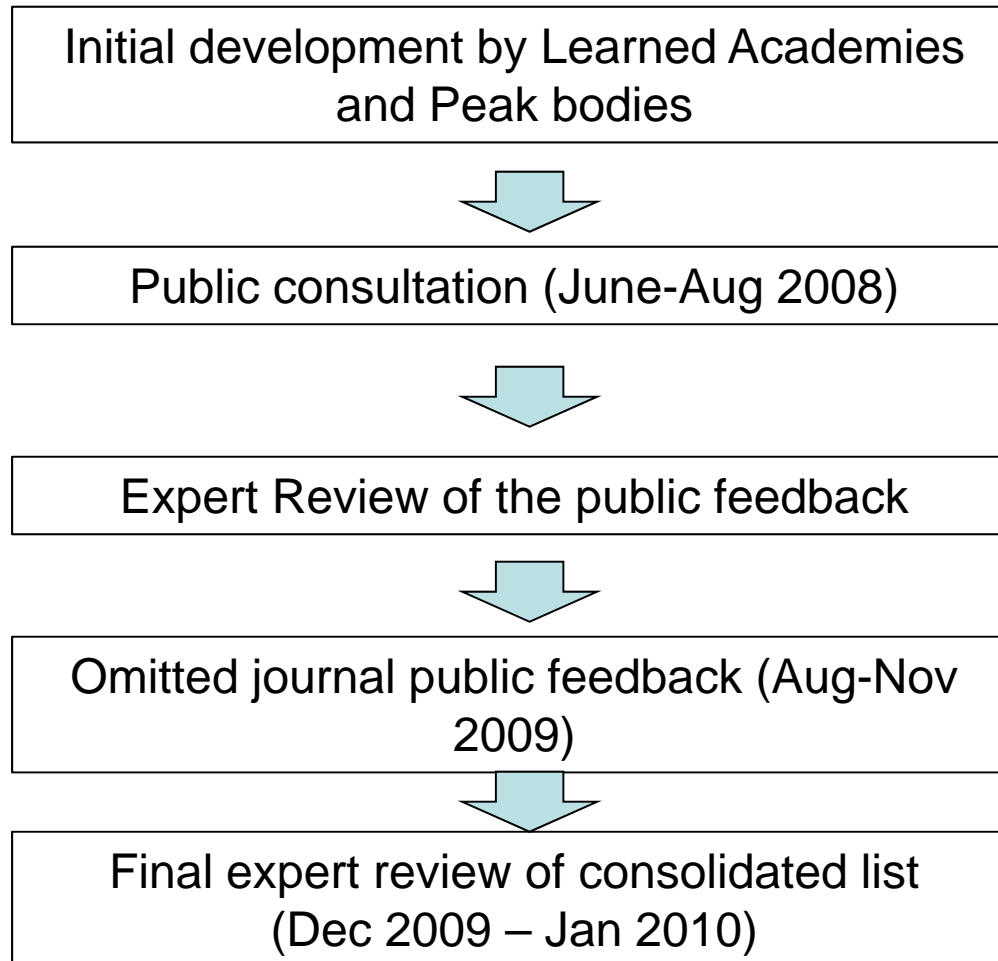 Initial development by Learned Academies
and Peak bodies
Public consultation (June-Aug 2008)
Expert Review of the public feedback
Omitted journal public feedback (Aug-Nov
2009)
Final expert review of consolidated list
(Dec 2009 – Jan 2010)